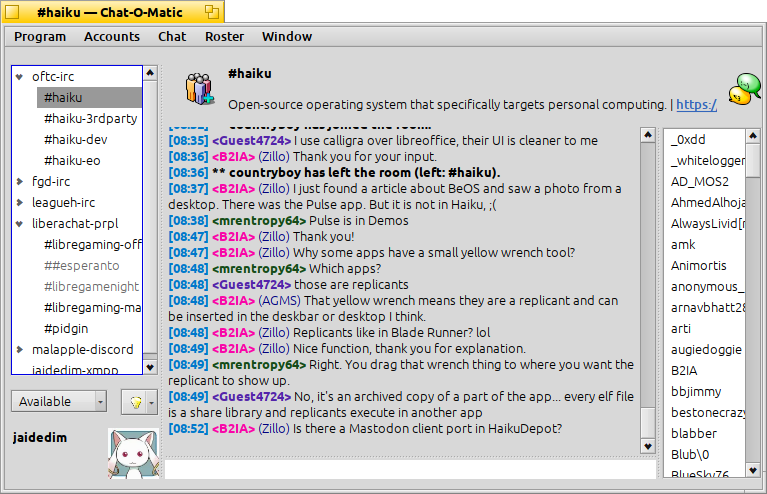 #haiku — Chat-O-Matic
Program Accounts Chat Roster Window
oftc-irc
#haiku
#haiku-3rdparty
#haiku-dev
#haiku-eo
fgd-irc
leagueh-irc
liberachat-prpl
#libregaming-off
##esperanto
#libregamenight
#libregaming-ma
#pidgin
malapple-discord
jaidedim-xmpp
Available
jaidedim
#haiku
Open-source operating system that specifically targets personal computing. | https:/
countryboy has joined the room.
[08:35] <Guest4724> I use calligra over libreoffice, their UI is cleaner to me
[08:36] <B2IA> (Zillo) Thank you for your input.
[08:36] ** countryboy has left the room (left: #haiku).
[08:37] <B2IA> (Zillo) I just found a article about BeOS and saw a photo from a
desktop. There was the Pulse app. But it is not in Haiku, ;(
[08:38] <mrentropy64> Pulse is in Demos
[08:47] <B2IA> (Zillo) Thank you!
[08:47] <B2IA> (Zillo) Why some apps have a small yellow wrench tool?
[08:48] <mrentropy64> Which apps?
[08:48] <Guest4724> those are replicants
[08:48] <B2IA> (AGMS) That yellow wrench means they are a replicant and can
be inserted in the deskbar or desktop I think.
[08:48] <B2IA> (Zillo) Replicants like in Blade Runner? lol
[08:49] <B2IA> (Zillo) Nice function, thank you for explanation.
[08:49] <mrentropy64> Right. You drag that wrench thing to where you want the
replicant to show up.
[08:49] <Guest4724> No, it's an archived copy of a part of the app... every elf file
is a share library and replicants execute in another app
[08:52] <B2IA> (Zillo) Is there a Mastodon client port in HaikuDepot?
_0xdd
_whitelogger
AD_MOS2
AhmedAlhoja
AlwaysLivid[m
amk
Animortis
anonymous_
arnavbhatt28
arti
augiedoggie
B2IA
bbjimmy
bestonecrazy
blabber
Blub\0
BlueSky76